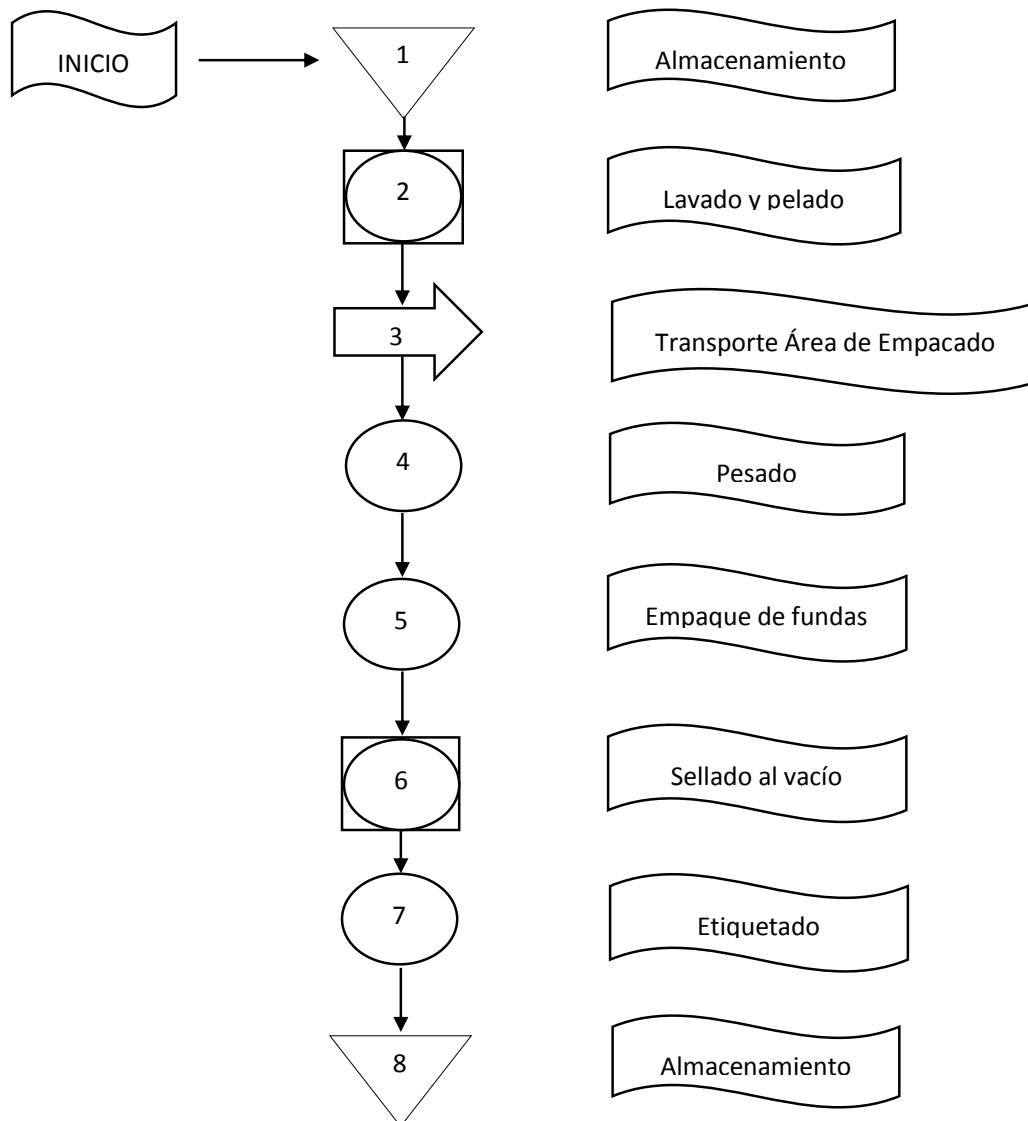 INICIO
1
Almacenamiento
2
Lavado y pelado
3
Transporte Área de Empacado
4
Pesado
5
Empaque de fundas
6
Sellado al vacío
7
Etiquetado
8
Almacenamiento